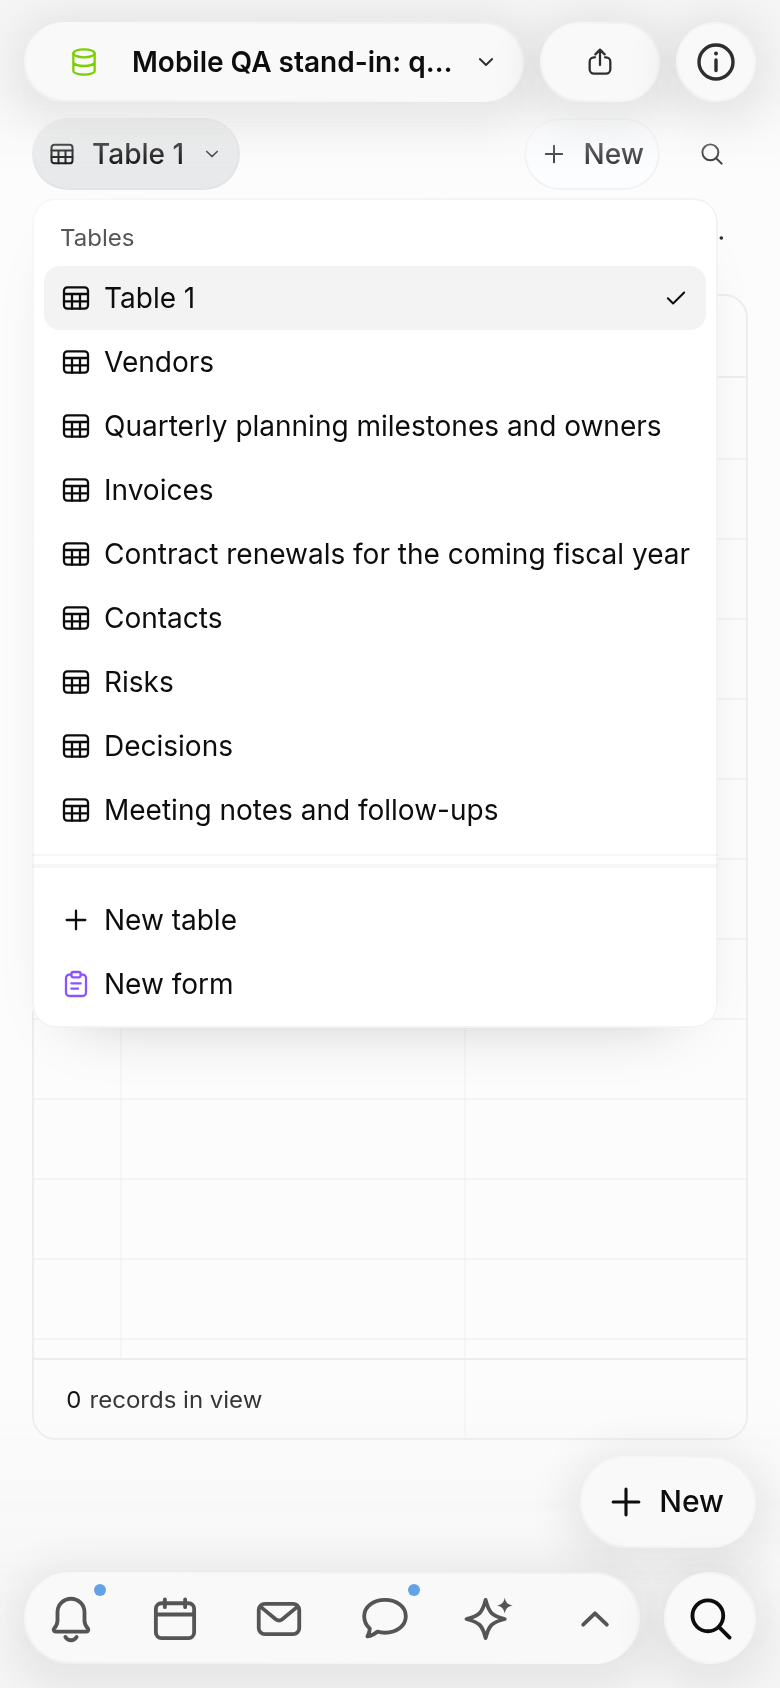 Mobile QA stand-in: q...
Table 1
New
Tables
Table 1
Vendors
Quarterly planning milestones and owners
Invoices
Contract renewals for the coming fiscal year
Contacts
Risks
Decisions
Meeting notes and follow-ups
New table
New form
0 records in view
New